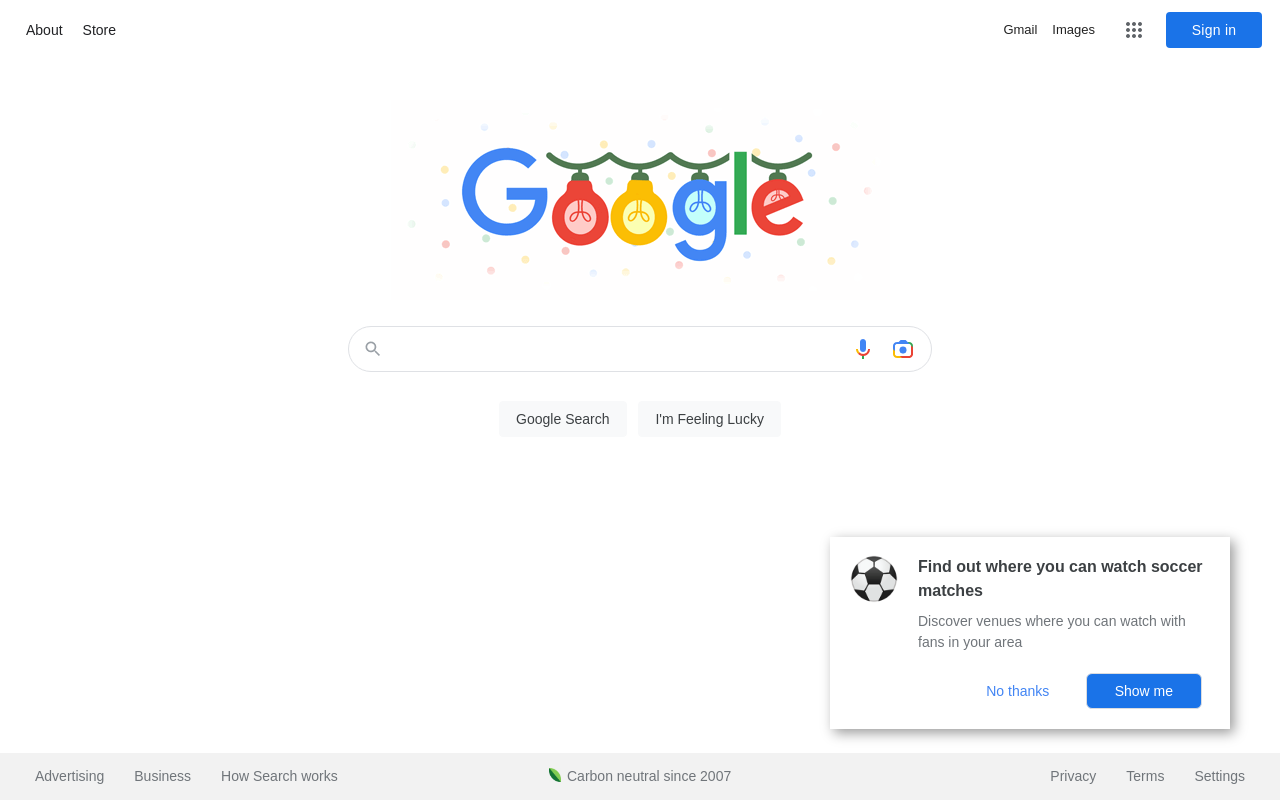 About Store
Gmail Images Sign in
Google
Google Search I'm Feeling Lucky
Find out where you can watch soccer
matches
Discover venues where you can watch with
fans in your area
No thanks Show me
Advertising Business How Search works
Carbon neutral since 2007
Privacy Terms Settings